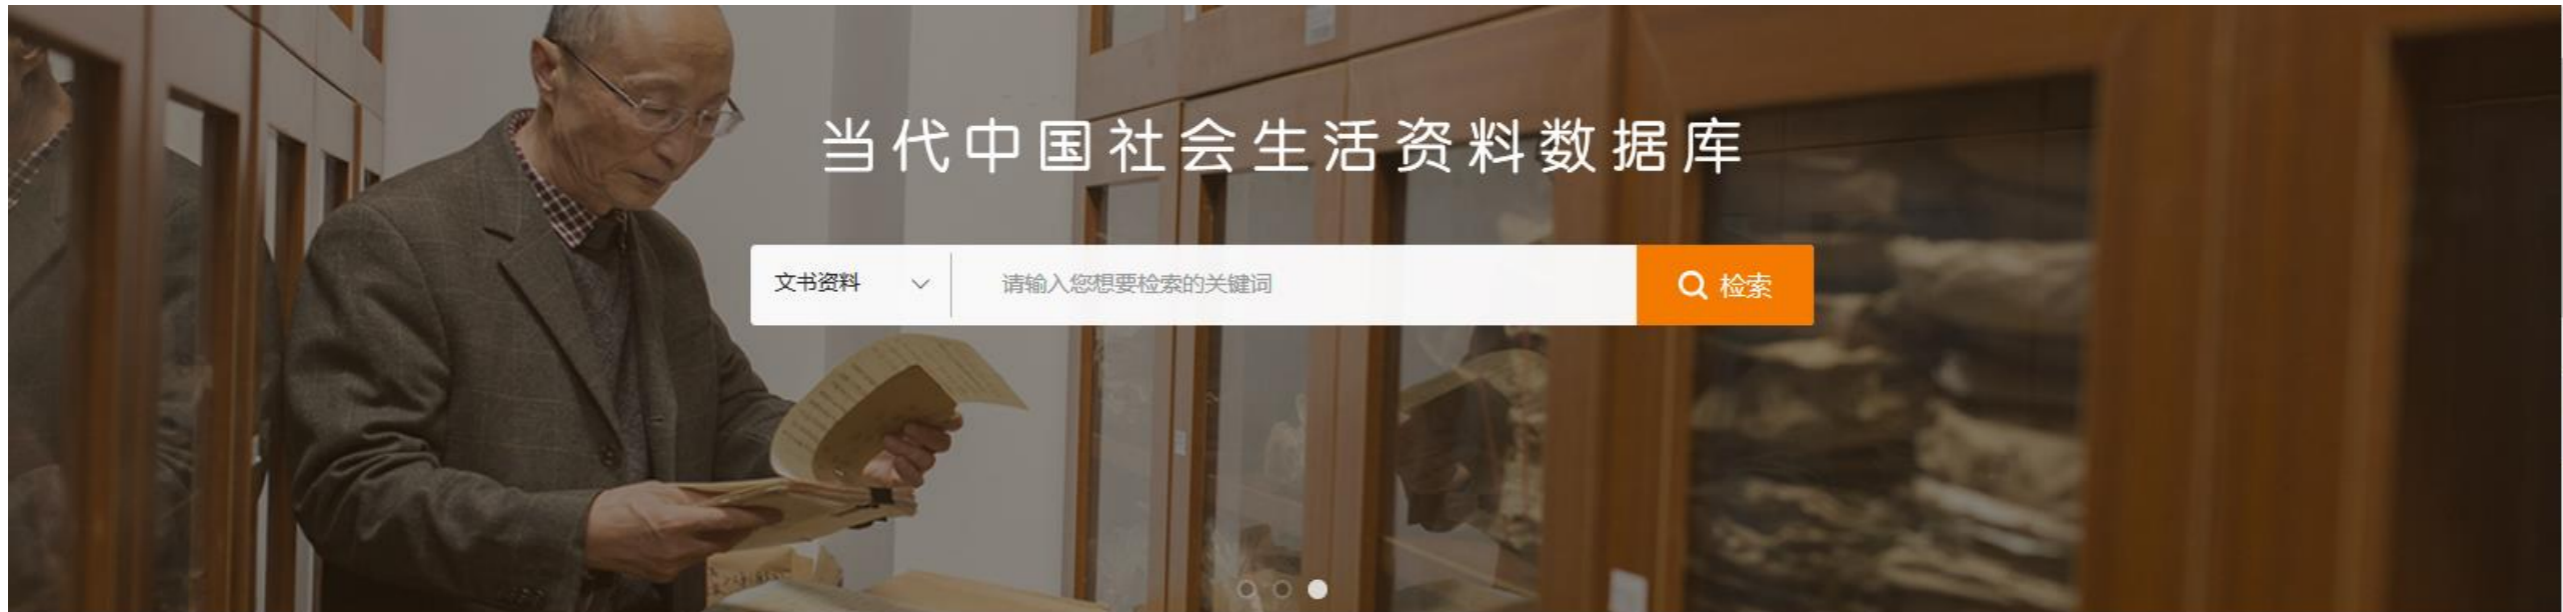 当代中国社会生活资料数据库
文书资料
请输入您想要检索的关键词
检索